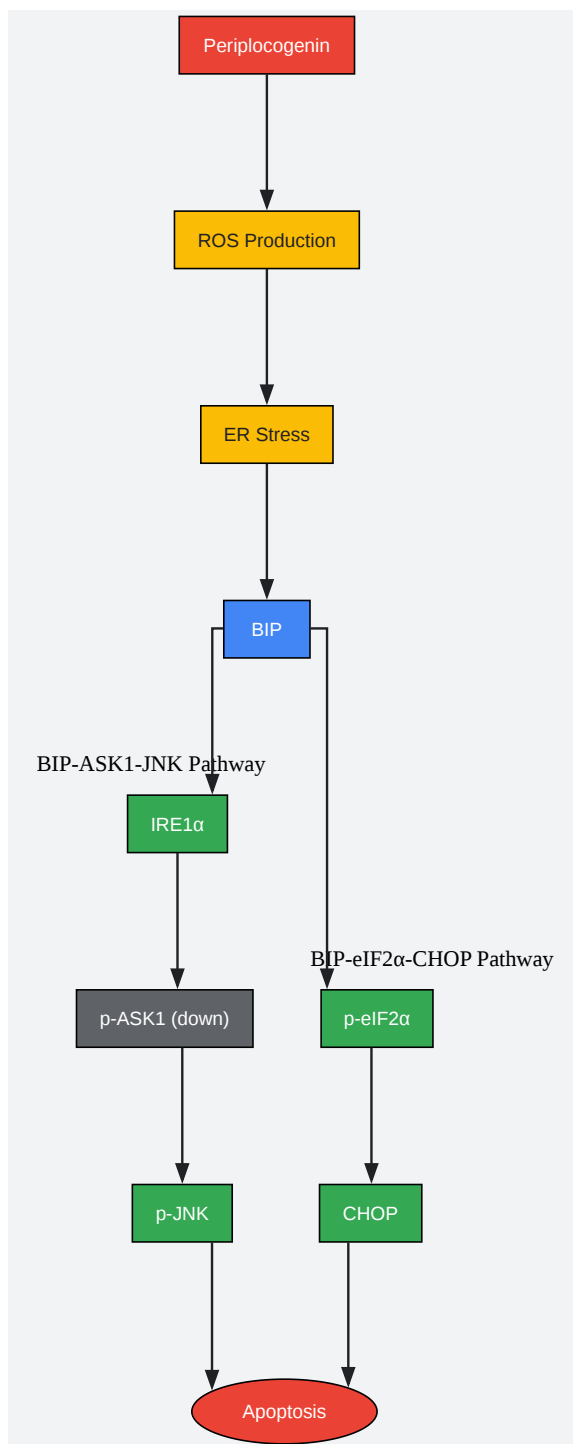 Periplocogenin
ROS Production
ER Stress
BIP
BIP-ASK1-JNK Pathway
IRE1α
BIP-eIF2α-CHOP Pathway
p-ASK1 (down)
p-eIF2α
p-JNK
CHOP
Apoptosis